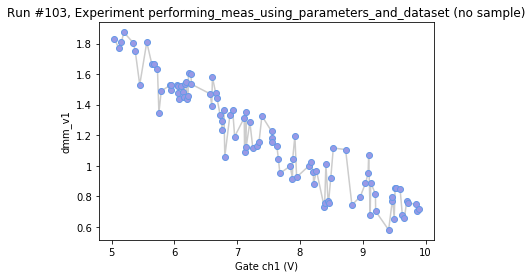 Run #103, Experiment performing_meas_using_parameters_and_dataset (no sample)
1.8
1.6
1.4
1.2
1
0.8
0.6
dmm_v1
5 6 7 8 9 10
Gate ch1 (V)